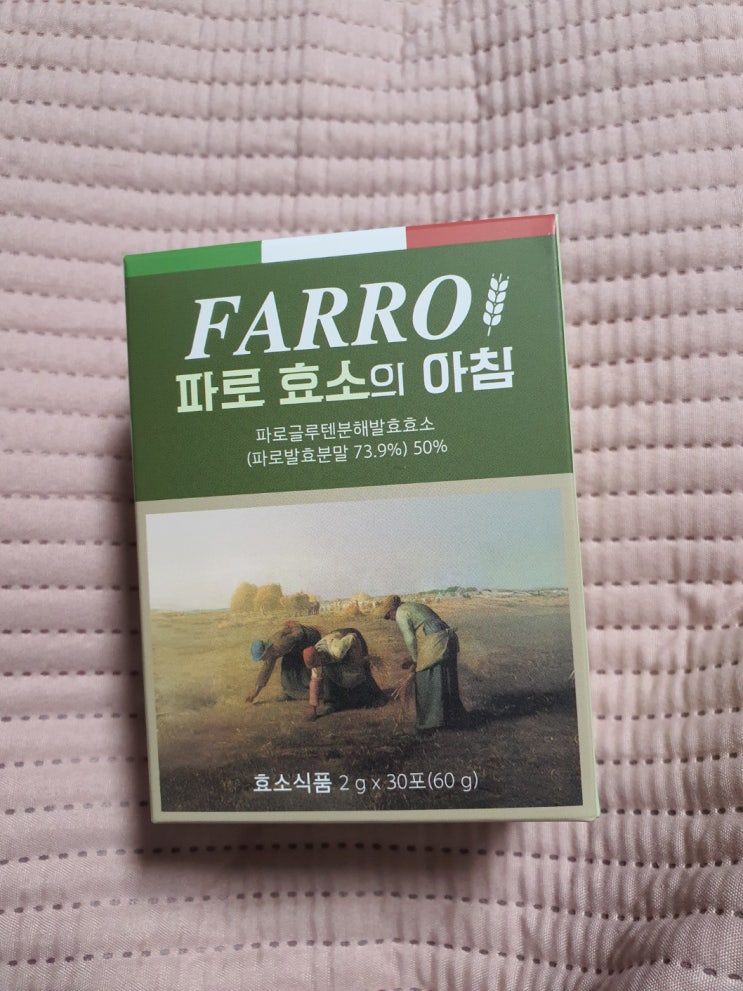 FARRO
파로 효소의 아침
파로글루텐분해발효효소
(파로발효분말 73.9%) 50%
효소식품 2 g x 30포(60 g)